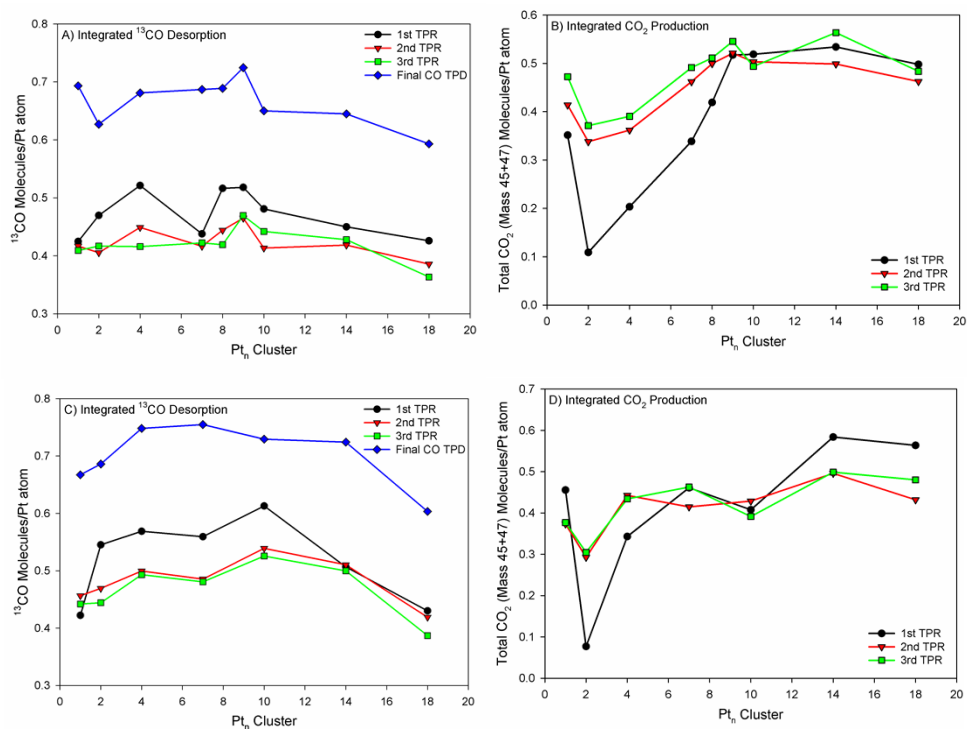 A) Integrated ¹³CO Desorption
1st TPR
2nd TPR
3rd TPR
Final CO TPD
0.8
0.7
0.6
0.5
0.4
0.3
¹³CO Molecules/Pt atom
0 2 4 6 8 10 12 14 16 18 20
Ptₙ Cluster
B) Integrated CO₂ Production
0.6
0.5
0.4
0.3
0.2
0.1
0.0
Total CO₂ (Mass 45+47) Molecules/Pt atom
1st TPR
2nd TPR
3rd TPR
0 2 4 6 8 10 12 14 16 18 20
Ptₙ Cluster
C) Integrated ¹³CO Desorption
1st TPR
2nd TPR
3rd TPR
Final CO TPD
0.8
0.7
0.6
0.5
0.4
0.3
¹³CO Molecules/Pt atom
0 2 4 6 8 10 12 14 16 18 20
Ptₙ Cluster
D) Integrated CO₂ Production
0.7
0.6
0.5
0.4
0.3
0.2
0.1
0.0
Total CO₂ (Mass 45+47) Molecules/Pt atom
1st TPR
2nd TPR
3rd TPR
0 2 4 6 8 10 12 14 16 18 20
Ptₙ Cluster